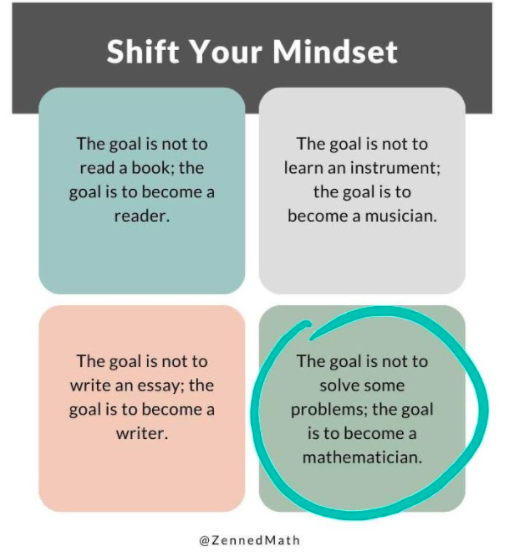 Shift Your Mindset
The goal is not to
read a book; the
goal is to become a
reader.
The goal is not to
learn an instrument;
the goal is to
become a musician.
The goal is not to
write an essay; the
goal is to become a
writer.
The goal is not to
solve some
problems; the goal
is to become a
mathematician.
@ZennedMath